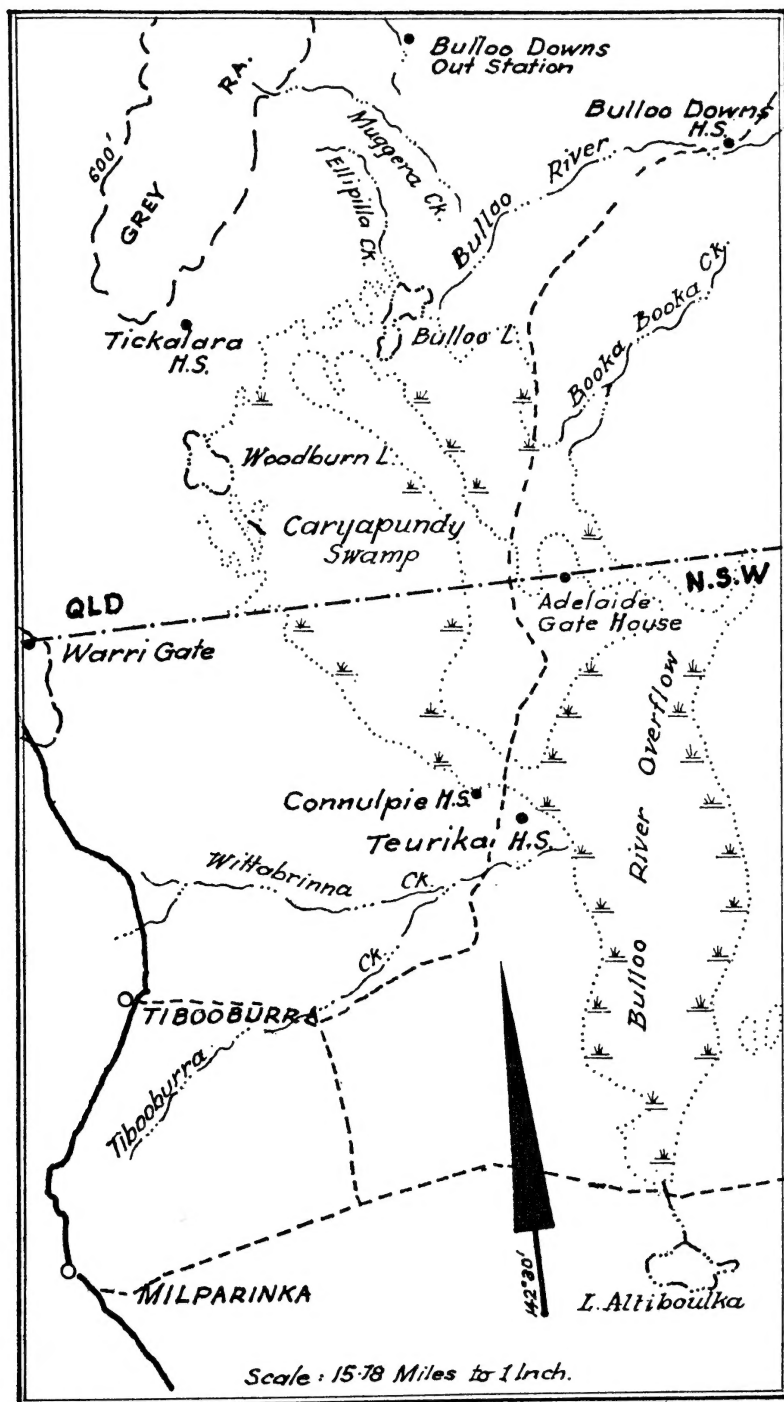 Bulloo Downs
Out Station
RA.
Bulloo Downs
H.S.
600'
GREY
Muggera Ck.
Ellipilla Ck.
Bulloo River
Tickalara
H.S.
Bulloo L.
Booka Booka Ck.
Woodburn L.
Caryapundy
Swamp
QLD
N.S.W
Adelaide
Gate House
Warri Gate
Connulpie H.S.
Teurika H.S.
Bulloo River Overflow
Wittabrinna Ck.
TIBOOBURRA
Tibooburra Ck.
142°30'
MILPARINKA
L. Altiboulka
Scale: 15·78 Miles to 1 Inch.